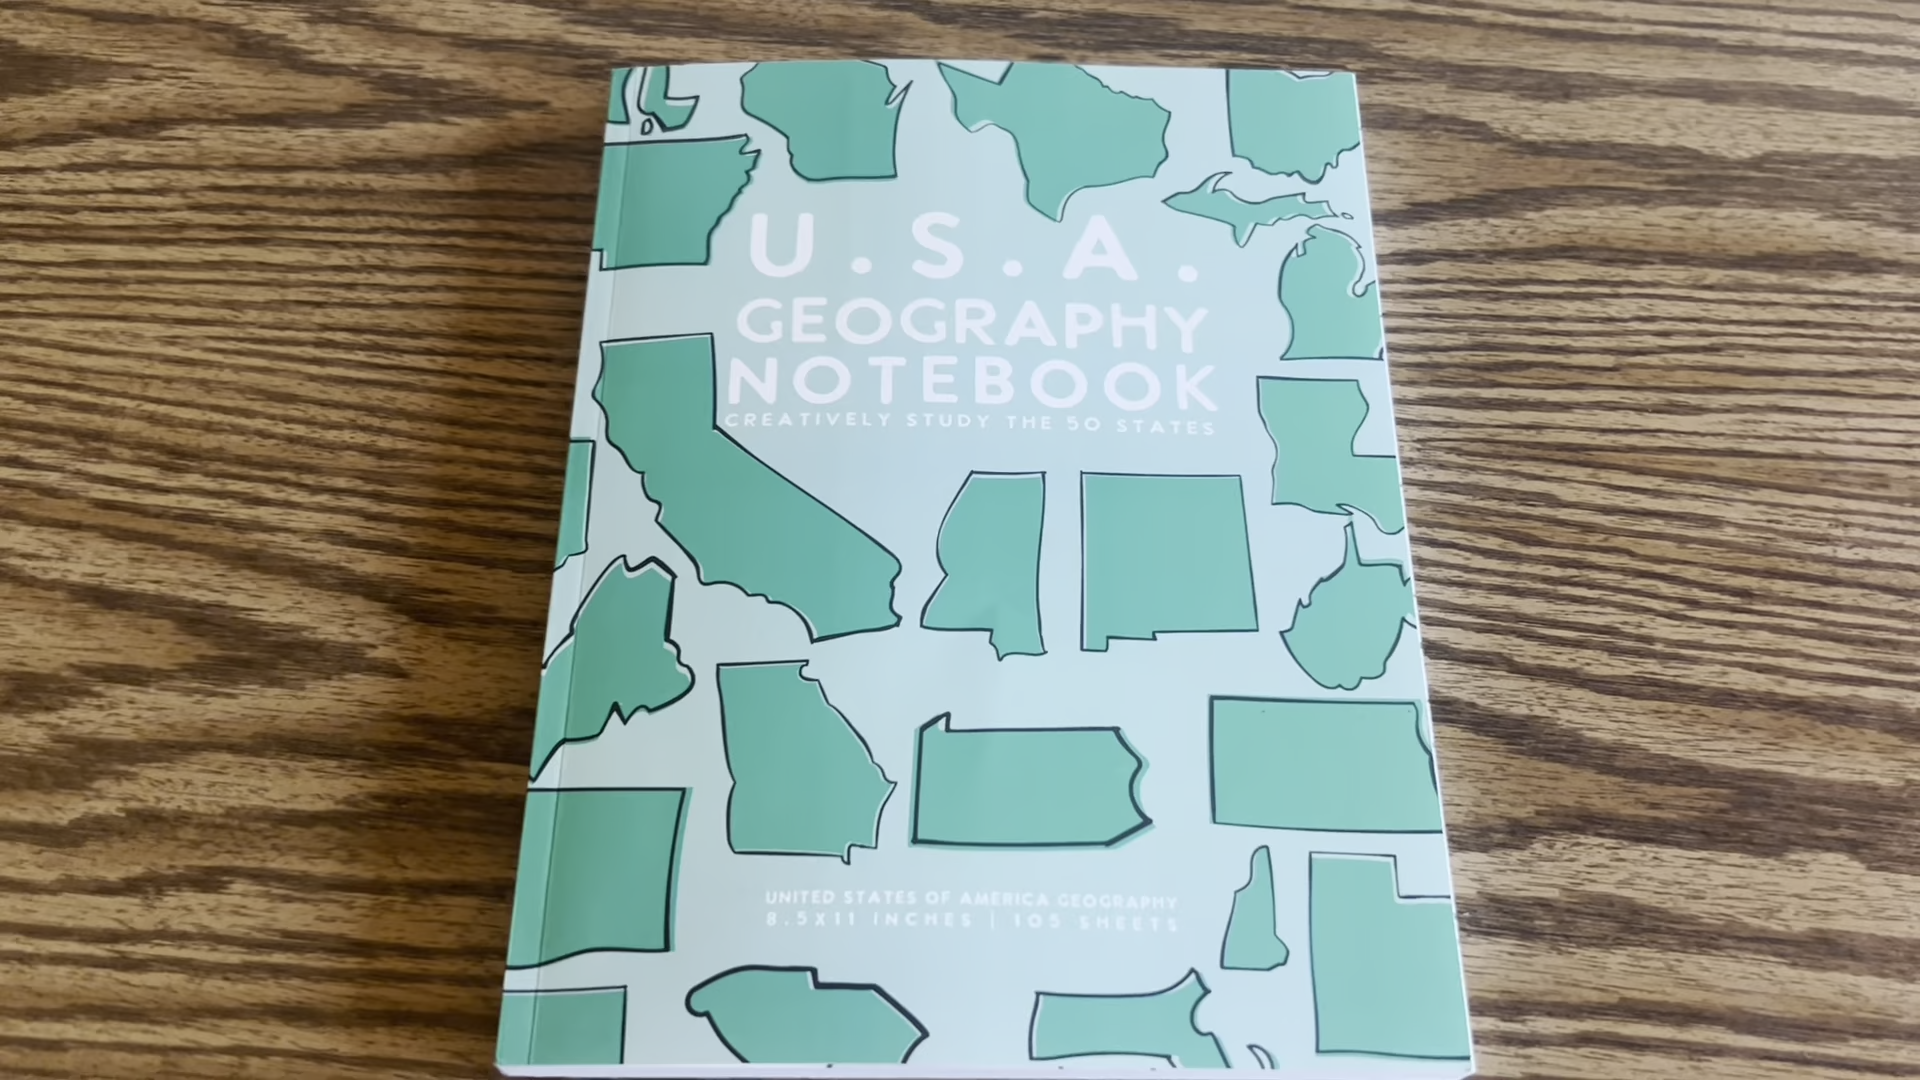 U.S.A.
GEOGRAPHY
NOTEBOOK
CREATIVELY STUDY THE 50 STATES
UNITED STATES OF AMERICA GEOGRAPHY
8.5X11 INCHES | 105 SHEETS